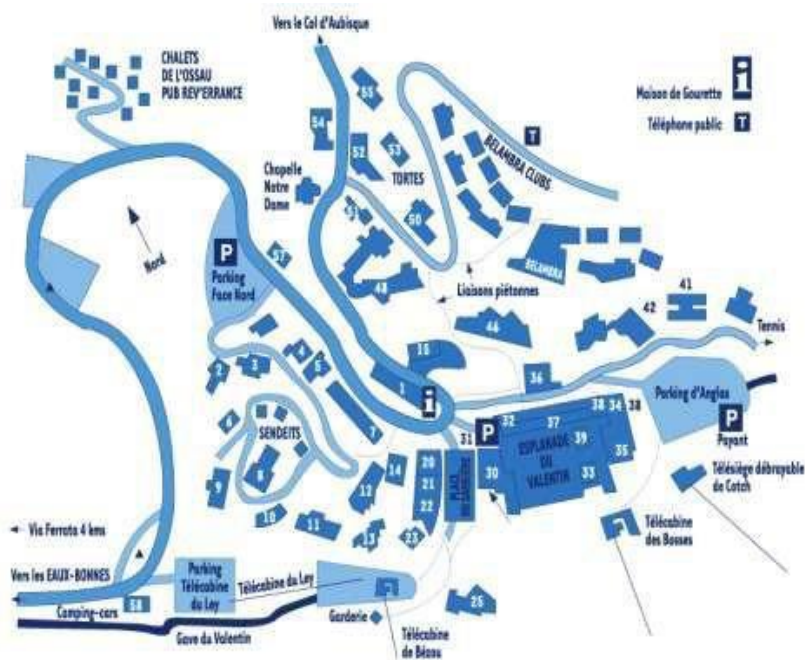 Vers le Col d'Aubisque
CHALETS
DE L'OSSAU
PUB REV'ERRANCE
Maison de Gourette
i
Téléphone public
T
55
54
52
53
TORTES
T
BELAMBRA CLUBS
Chapelle
Notre
Dame
51
50
Nord
P
Parking
Face Nord
57
BELAMBRA
48
Liaisons piétonnes
41
42
46
Tennis
2
3
4
5
16
1
i
36
Parking d'Anglas
P
Payant
6
SENDEITS
7
31
P
32
37
38
34
38
ESPLANADE
DU
VALENTIN
39
35
33
30
8
9
12
14
20
21
22
Télésiège débrayable
de Cotch
10
11
13
23
Télécabine
des Bosses
Via Ferrata 4 kms
Vers les EAUX-BONNES
Parking
Télécabine
du Ley
Télécabine du Ley
58
Camping-cars
25
Garderie
Gave du Valentin
Télécabine
de Béou